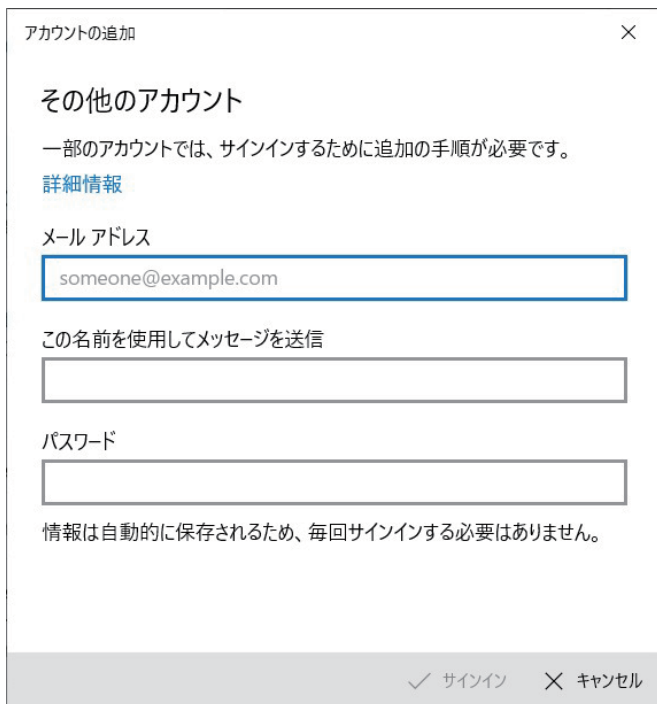 アカウントの追加
その他のアカウント
一部のアカウントでは、サインインするために追加の手順が必要です。
詳細情報
メール アドレス
someone@example.com
この名前を使用してメッセージを送信
パスワード
情報は自動的に保存されるため、毎回サインインする必要はありません。
サインイン キャンセル